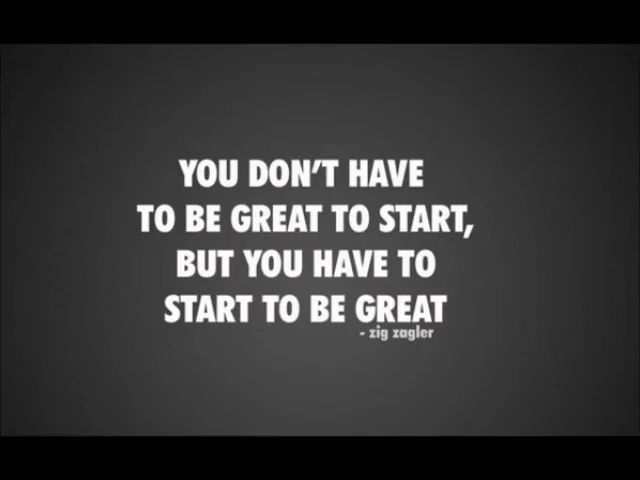 YOU DON'T HAVE
TO BE GREAT TO START,
BUT YOU HAVE TO
START TO BE GREAT
- zig zagler